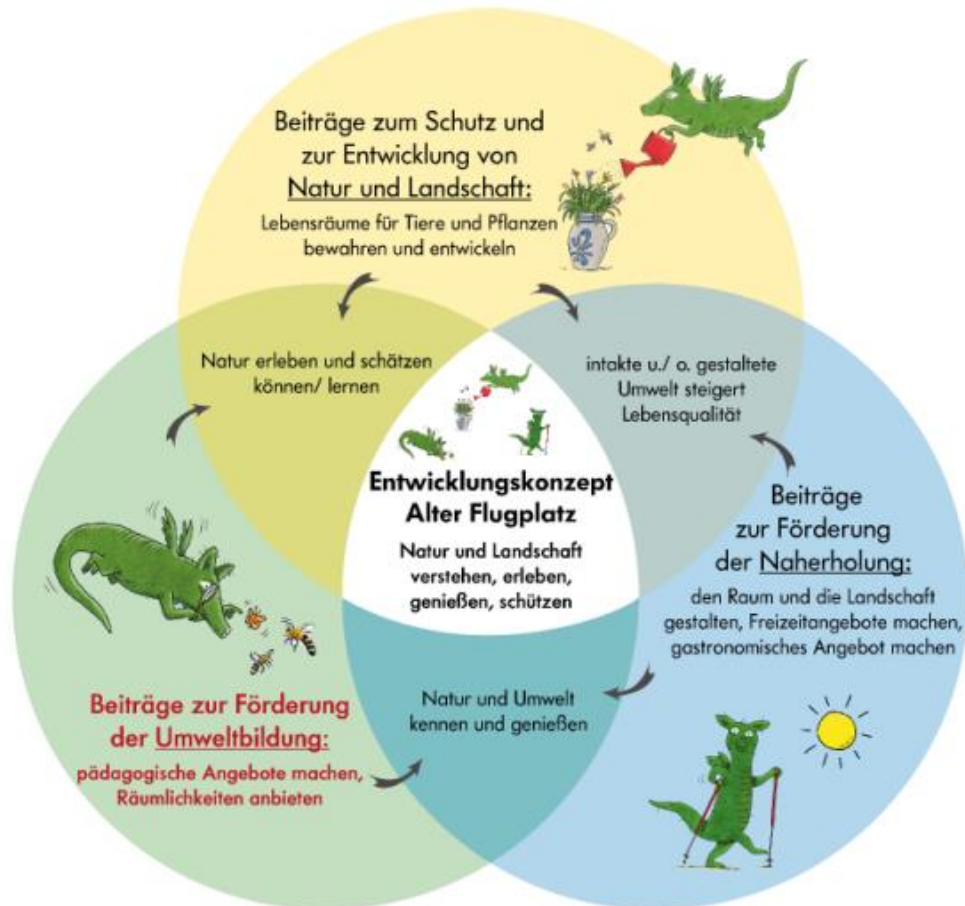 Beiträge zum Schutz und
zur Entwicklung von
Natur und Landschaft:
Lebensräume für Tiere und Pflanzen
bewahren und entwickeln
Natur erleben und schätzen
können/ lernen
intakte u./ o. gestaltete
Umwelt steigert
Lebensqualität
Entwicklungskonzept
Alter Flugplatz
Natur und Landschaft
verstehen, erleben,
genießen, schützen
Beiträge
zur Förderung
der Naherholung:
den Raum und die Landschaft
gestalten, Freizeitangebote machen,
gastronomisches Angebot machen
Beiträge zur Förderung
der Umweltbildung:
pädagogische Angebote machen,
Räumlichkeiten anbieten
Natur und Umwelt
kennen und genießen